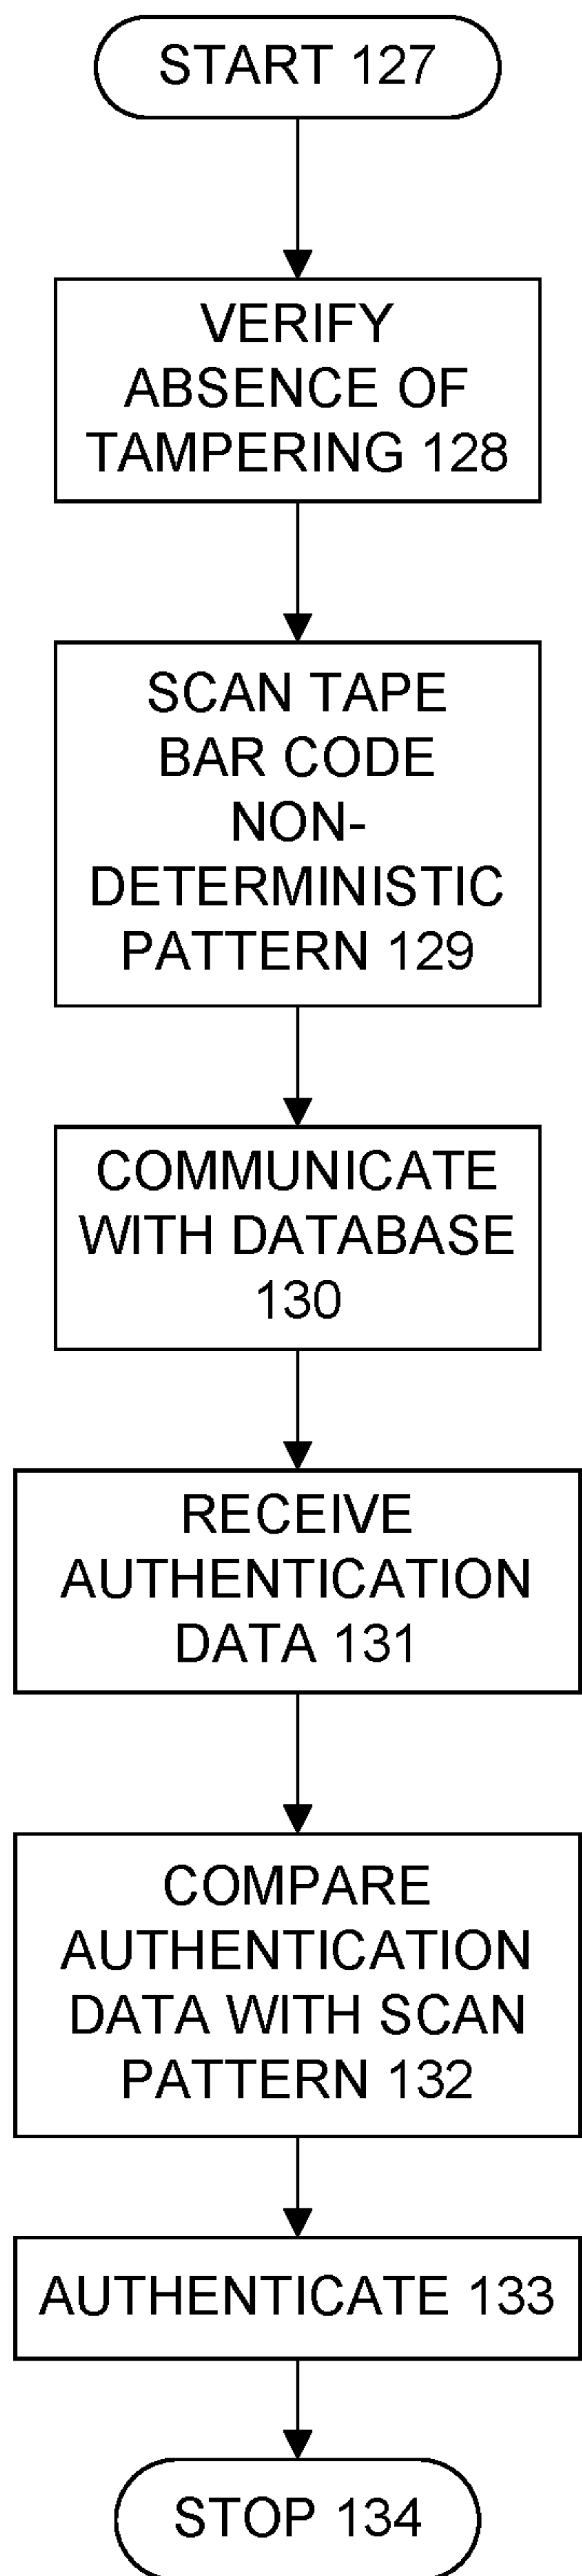 START 127
VERIFY
ABSENCE OF
TAMPERING 128
SCAN TAPE
BAR CODE
NON-
DETERMINISTIC
PATTERN 129
COMMUNICATE
WITH DATABASE
130
RECEIVE
AUTHENTICATION
DATA 131
COMPARE
AUTHENTICATION
DATA WITH SCAN
PATTERN 132
AUTHENTICATE 133
STOP 134